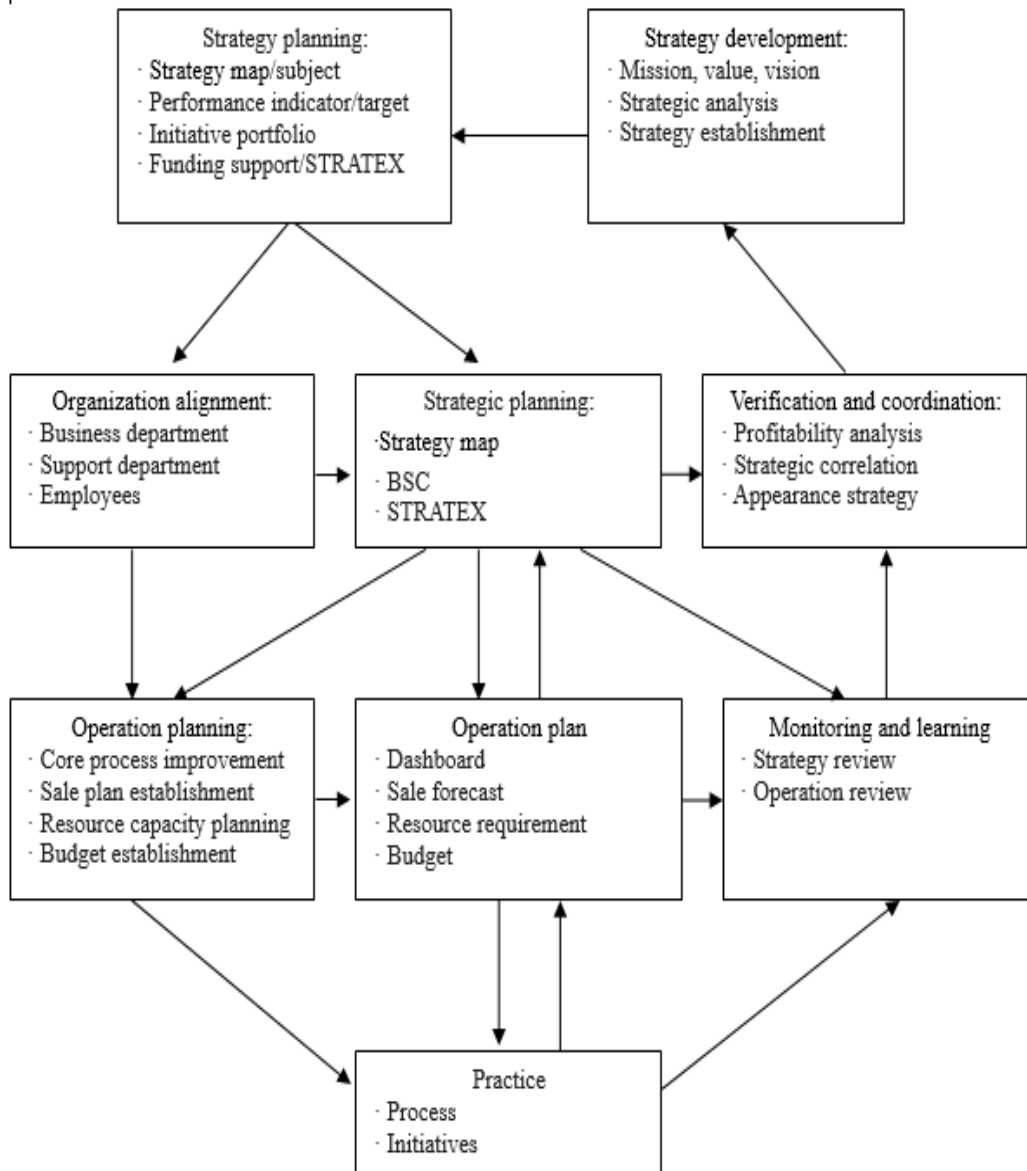 Strategy planning:
· Strategy map/subject
· Performance indicator/target
· Initiative portfolio
· Funding support/STRATEX
Strategy development:
· Mission, value, vision
· Strategic analysis
· Strategy establishment
Organization alignment:
· Business department
· Support department
· Employees
Strategic planning:
·Strategy map
· BSC
· STRATEX
Verification and coordination:
· Profitability analysis
· Strategic correlation
· Appearance strategy
Operation planning:
· Core process improvement
· Sale plan establishment
· Resource capacity planning
· Budget establishment
Operation plan
· Dashboard
· Sale forecast
· Resource requirement
· Budget
Monitoring and learning
· Strategy review
· Operation review
Practice
· Process
· Initiatives